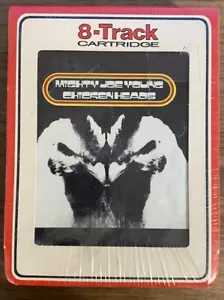 8-Track
CARTRIDGE
MIGHTY JOE YOUNG
CHICKEN HEADS